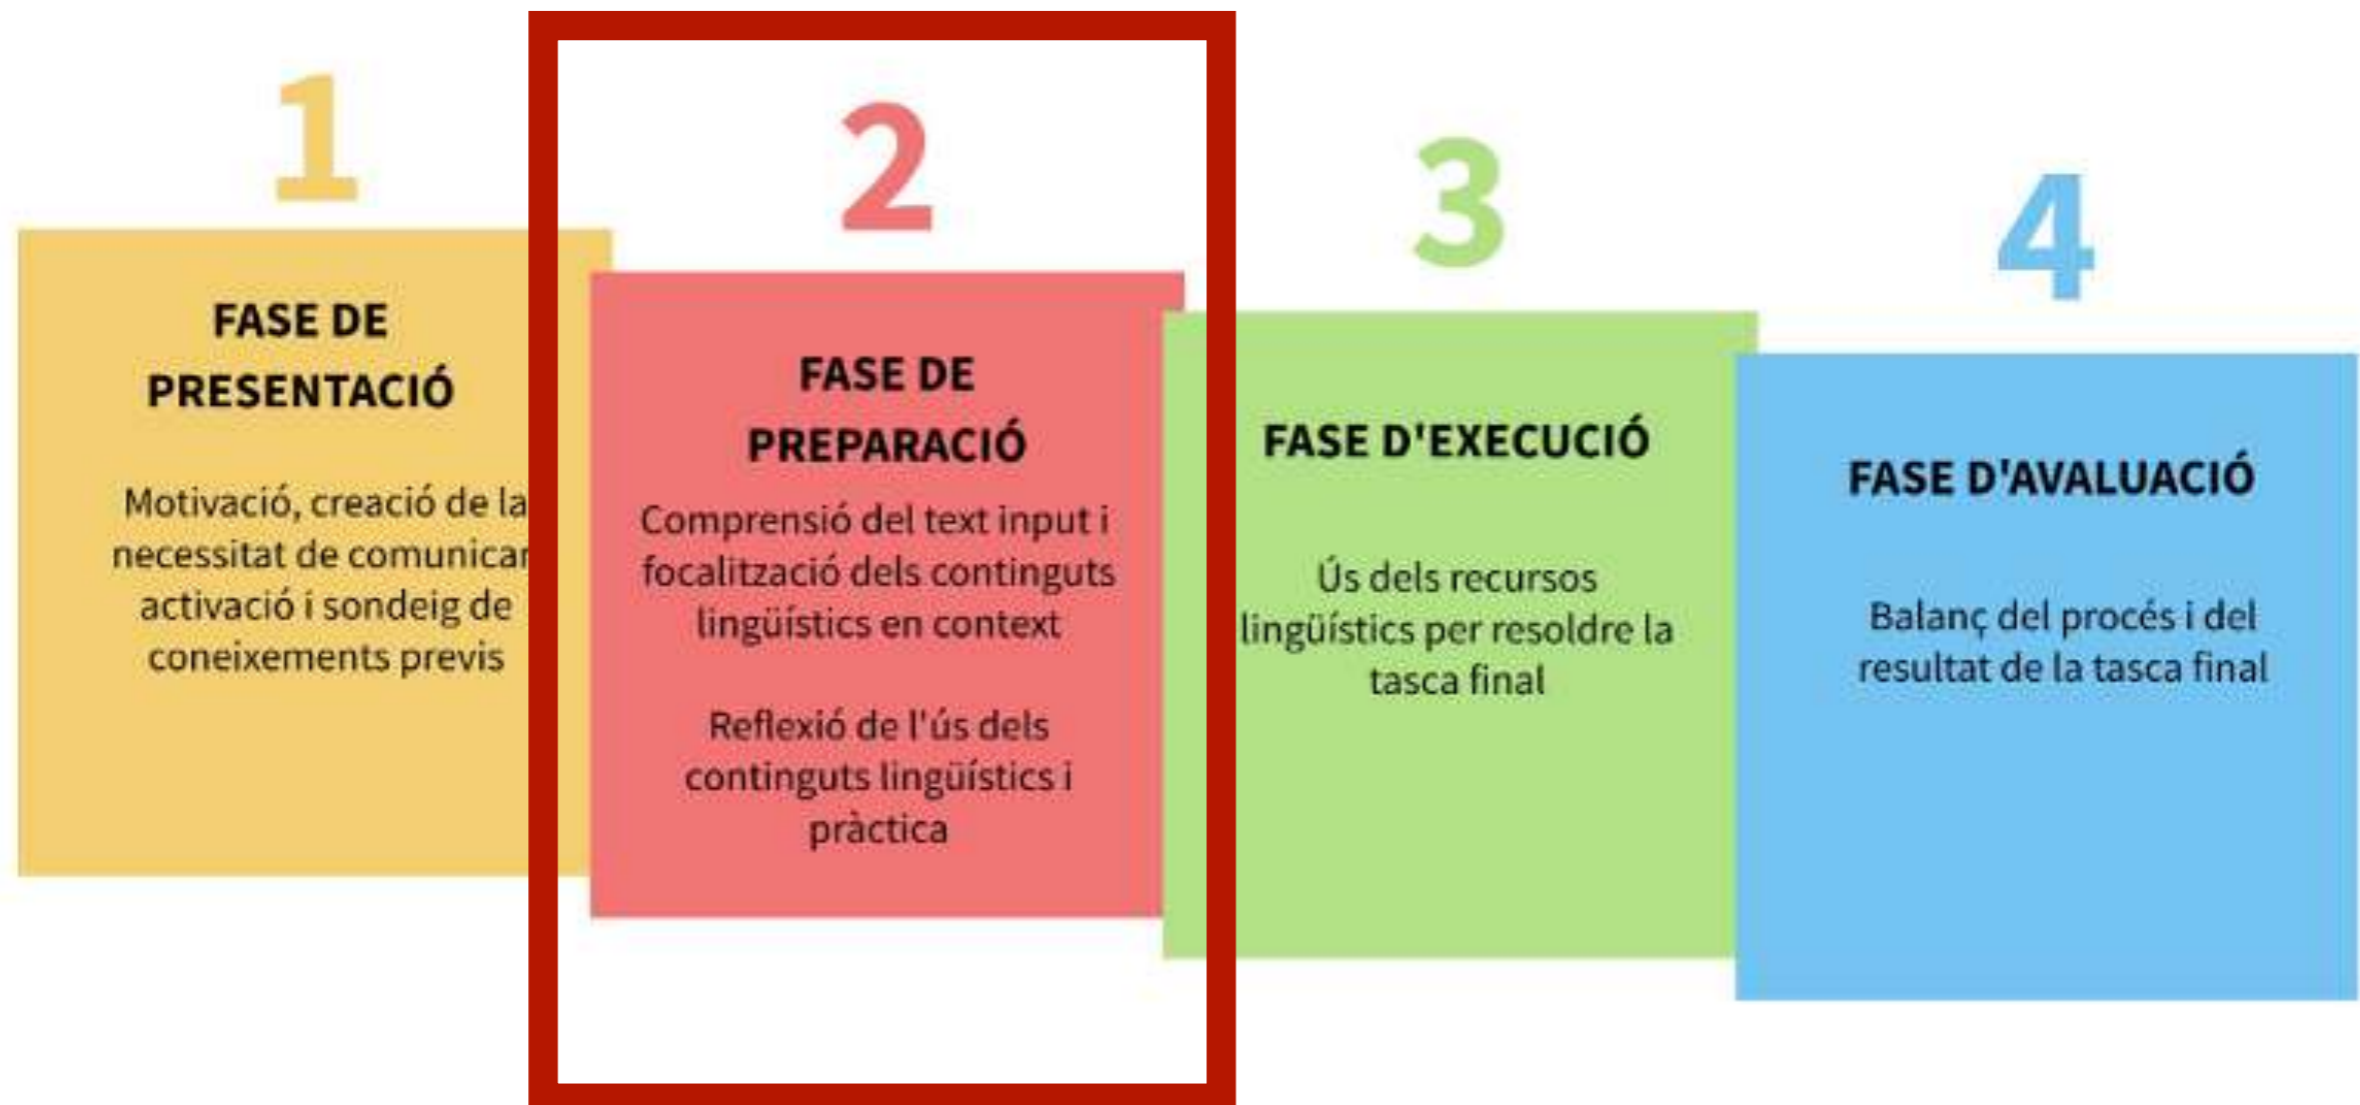 1
FASE DE
PRESENTACIÓ
Motivació, creació de la
necessitat de comunicar
activació i sondeig de
coneixements previs
2
FASE DE
PREPARACIÓ
Comprensió del text input i
focalització dels continguts
lingüístics en context
Reflexió de l'ús dels
continguts lingüístics i
pràctica
3
FASE D'EXECUCIÓ
Ús dels recursos
lingüístics per resoldre la
tasca final
4
FASE D'AVALUACIÓ
Balanç del procés i del
resultat de la tasca final